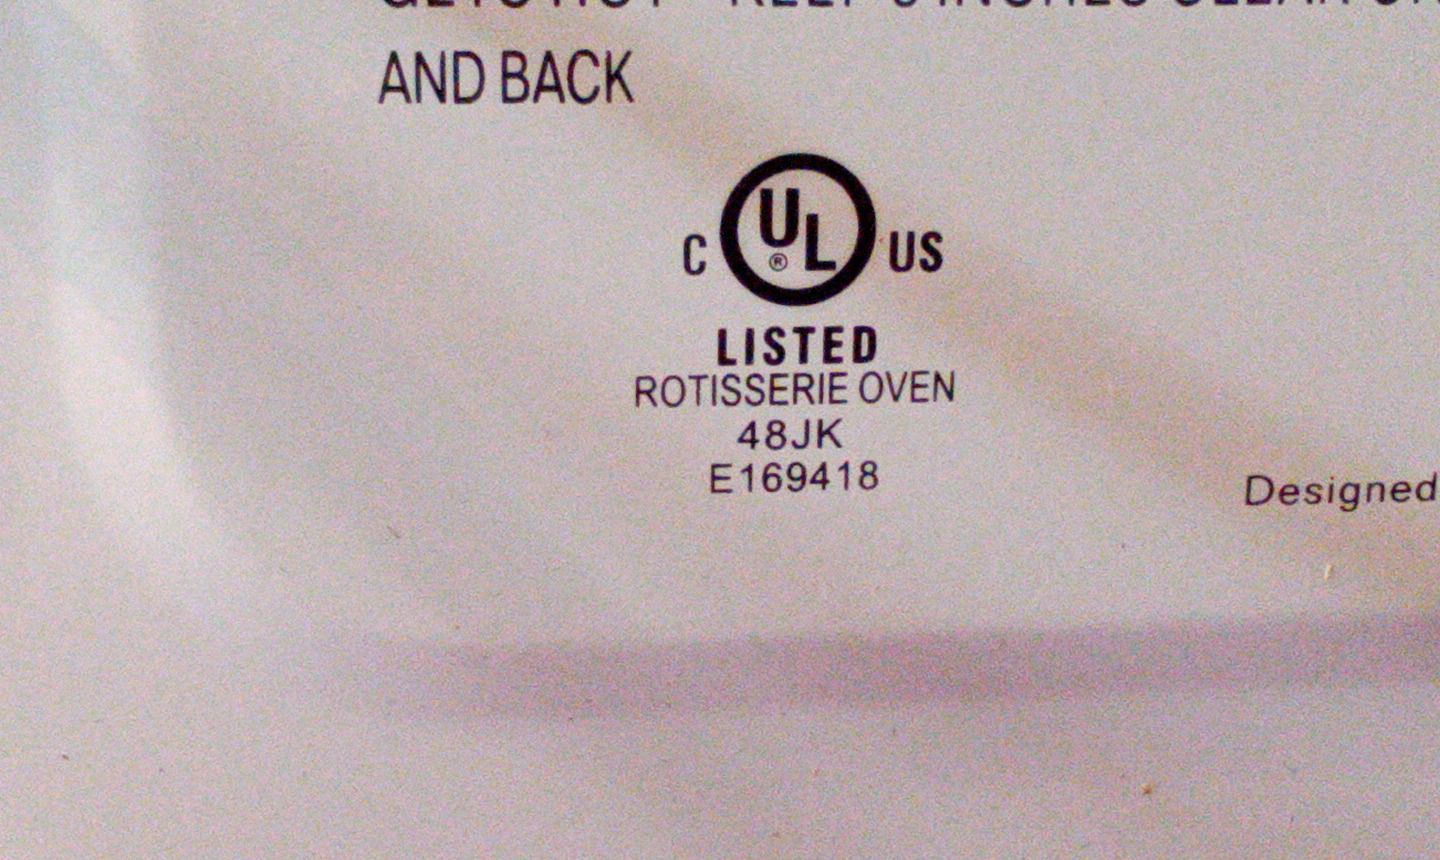 AND BACK
C UL® US
LISTED
ROTISSERIE OVEN
48JK
E169418
Designed